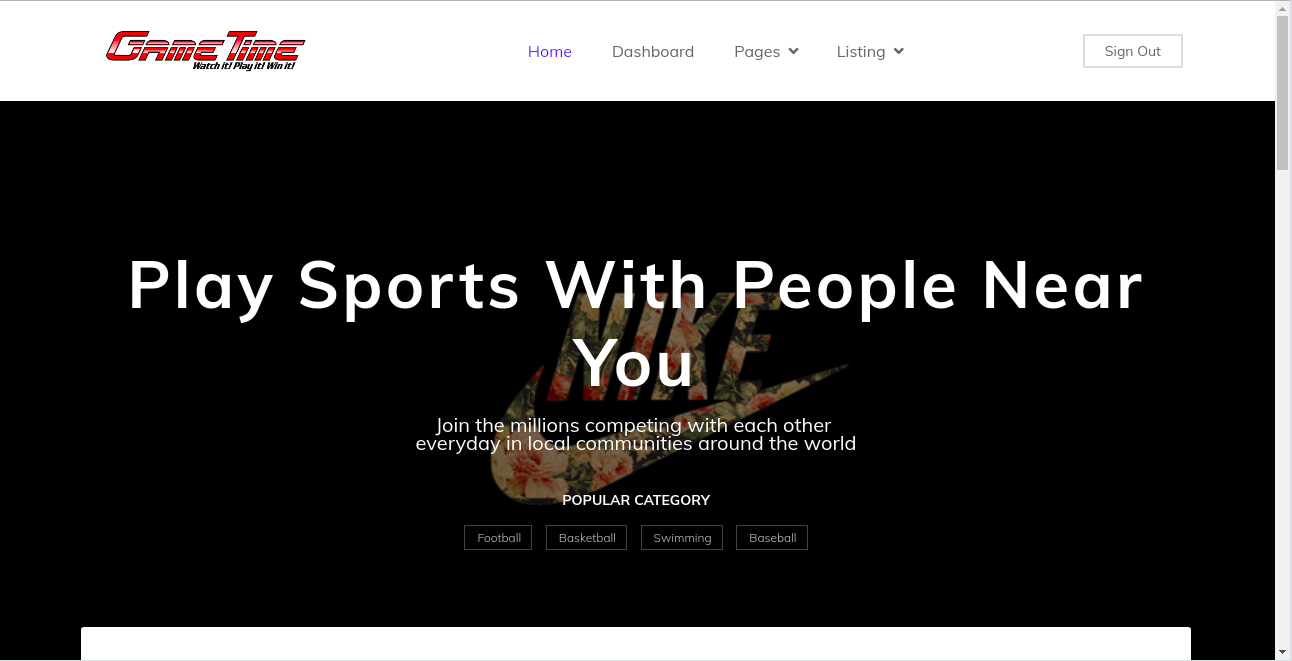 GAME TIME
Watch it! Play it! Win it!
Home Dashboard Pages Listing Sign Out
Play Sports With People Near
You
NIKE
Join the millions competing with each other
everyday in local communities around the world
POPULAR CATEGORY
Football Basketball Swimming Baseball